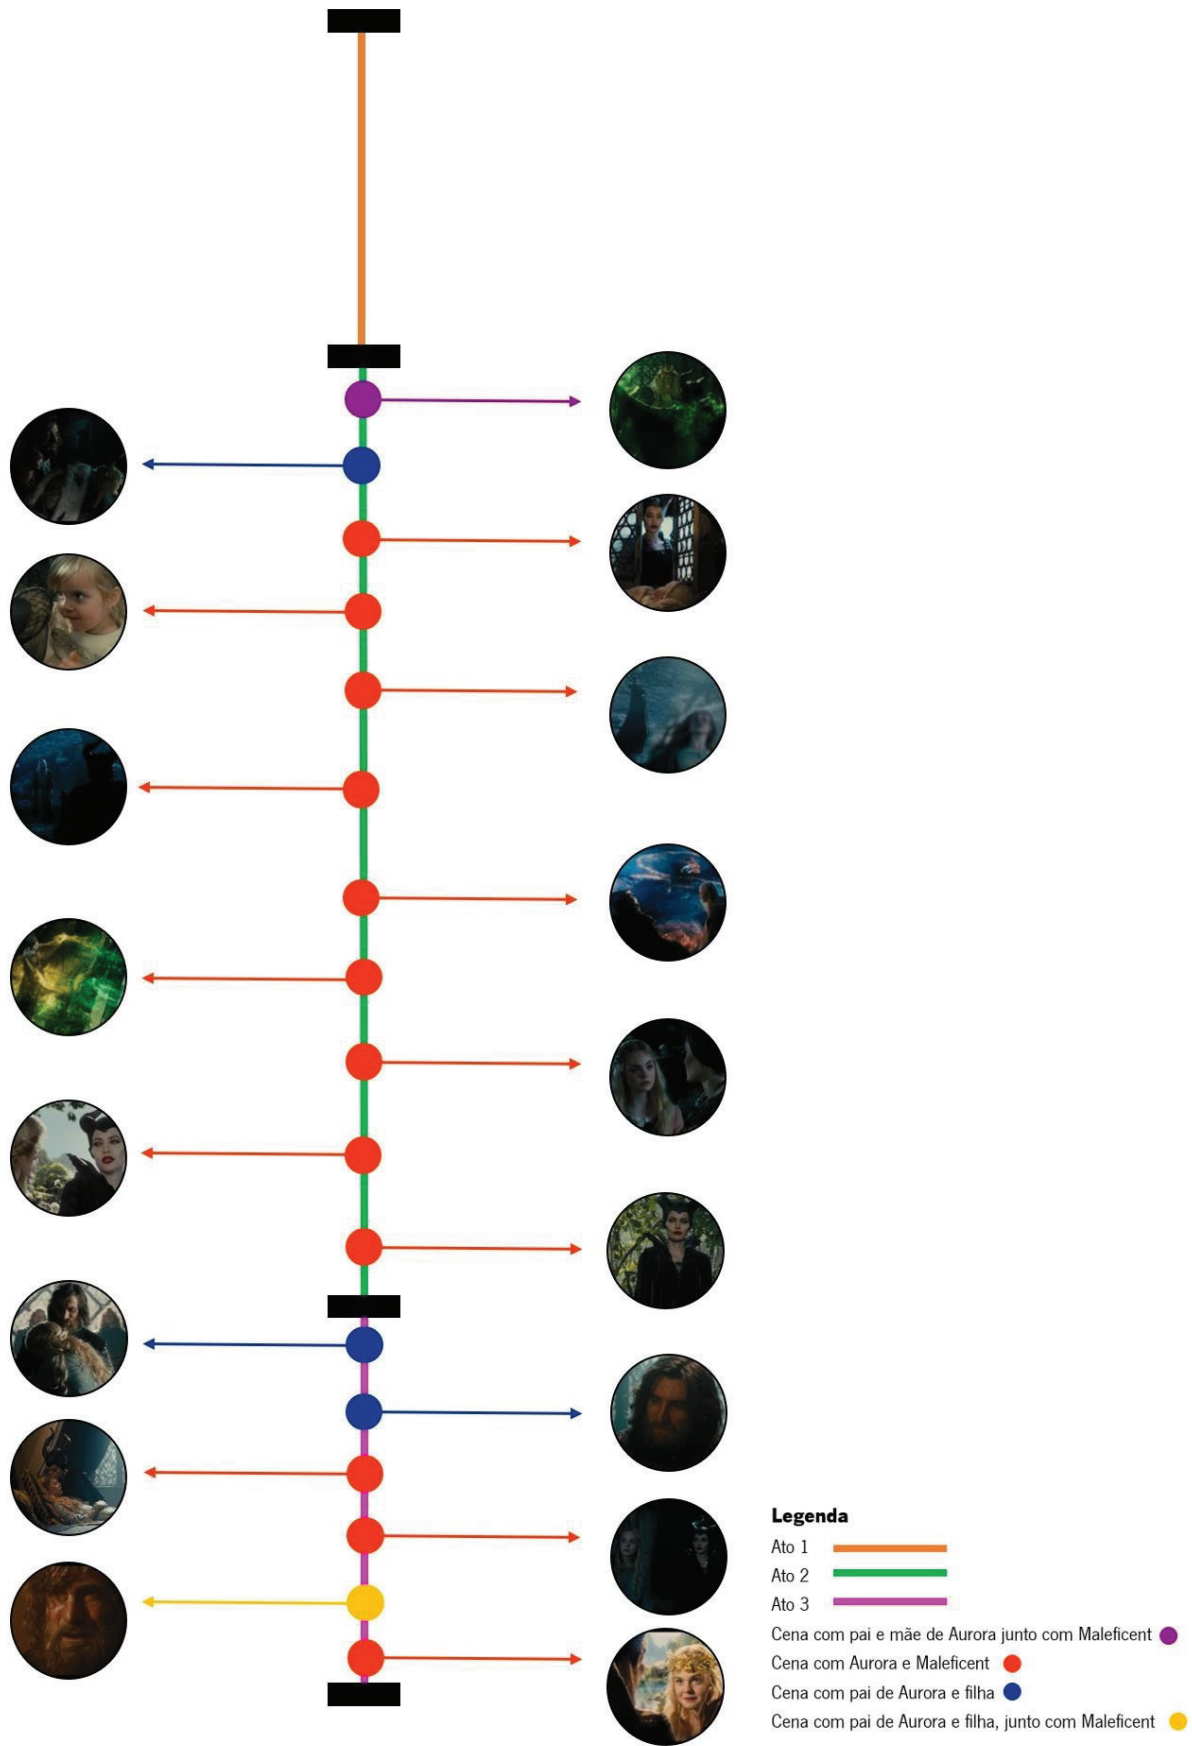 Legenda
Ato 1
Ato 2
Ato 3
Cena com pai e mãe de Aurora junto com Maleficent
Cena com Aurora e Maleficent
Cena com pai de Aurora e filha
Cena com pai de Aurora e filha, junto com Maleficent